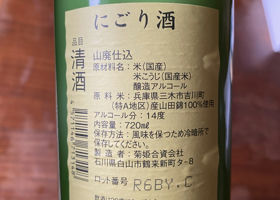 にごり酒
品目
清酒
山廃仕込
原材料名：米（国産）
米こうじ（国産米）
醸造アルコール
原料米：兵庫県三木市吉川町
（特A地区）産山田錦100%使用
アルコール分：14度
内容量：720ml
保存方法：風味を保つため冷暗所で
保存してください。
製造者：菊姫合資会社
石川県白山市鶴来新町タ-8
ロット番号 R6BY.C